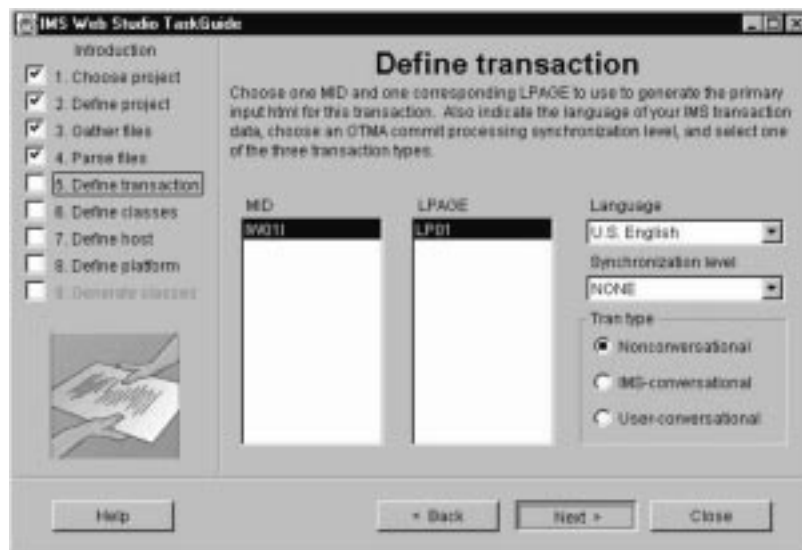 IMS Web Studio TaskGuide
Introduction
1. Choose project
2. Define project
3. Gather files
4. Parse files
5. Define transaction
6. Define classes
7. Define host
8. Define platform
9. Generate classes
Define transaction
Choose one MID and one corresponding LPAGE to use to generate the primary
input html for this transaction. Also indicate the language of your IMS transaction
data, choose an OTMA commit processing synchronization level, and select one
of the three transaction types.
MID
IW01I
LPAGE
LP01
Language
U.S. English
Synchronization level
NONE
Tran type
Nonconversational
IMS-conversational
User-conversational
Help
< Back
Next >
Close